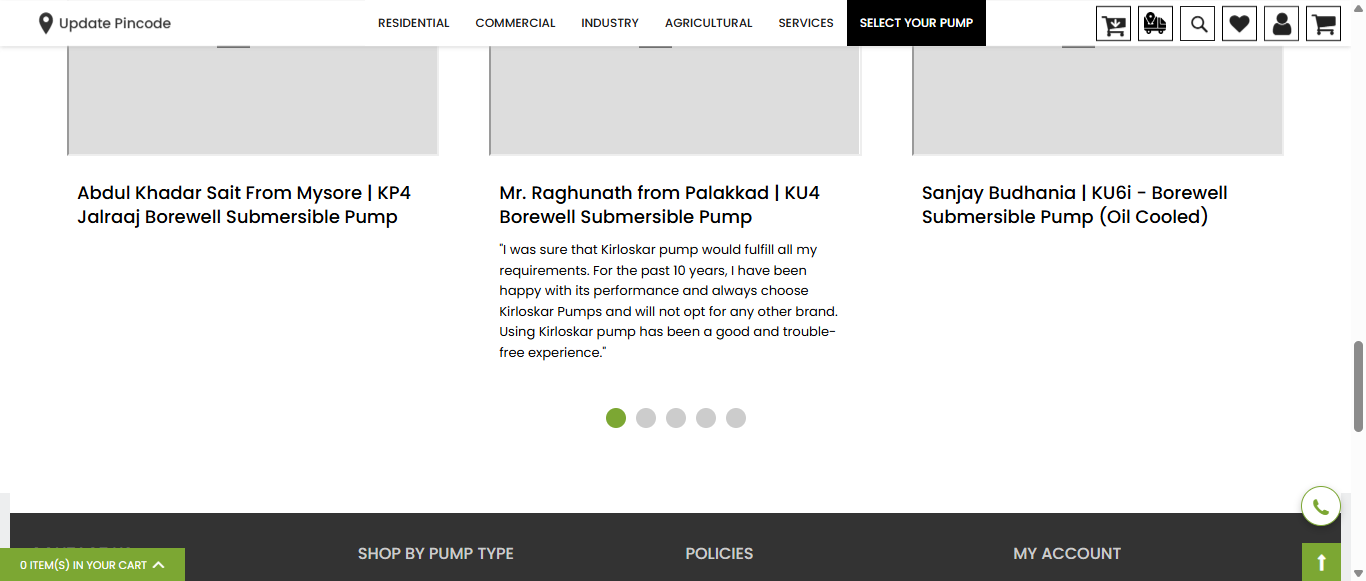 Update Pincode
RESIDENTIAL
COMMERCIAL
INDUSTRY
AGRICULTURAL
SERVICES
SELECT YOUR PUMP
Abdul Khadar Sait From Mysore | KP4
Jalraaj Borewell Submersible Pump
Mr. Raghunath from Palakkad | KU4
Borewell Submersible Pump
"I was sure that Kirloskar pump would fulfill all my
requirements. For the past 10 years, I have been
happy with its performance and always choose
Kirloskar Pumps and will not opt for any other brand.
Using Kirloskar pump has been a good and trouble-
free experience."
Sanjay Budhania | KU6i - Borewell
Submersible Pump (Oil Cooled)
SHOP BY PUMP TYPE
POLICIES
MY ACCOUNT
0 ITEM(S) IN YOUR CART